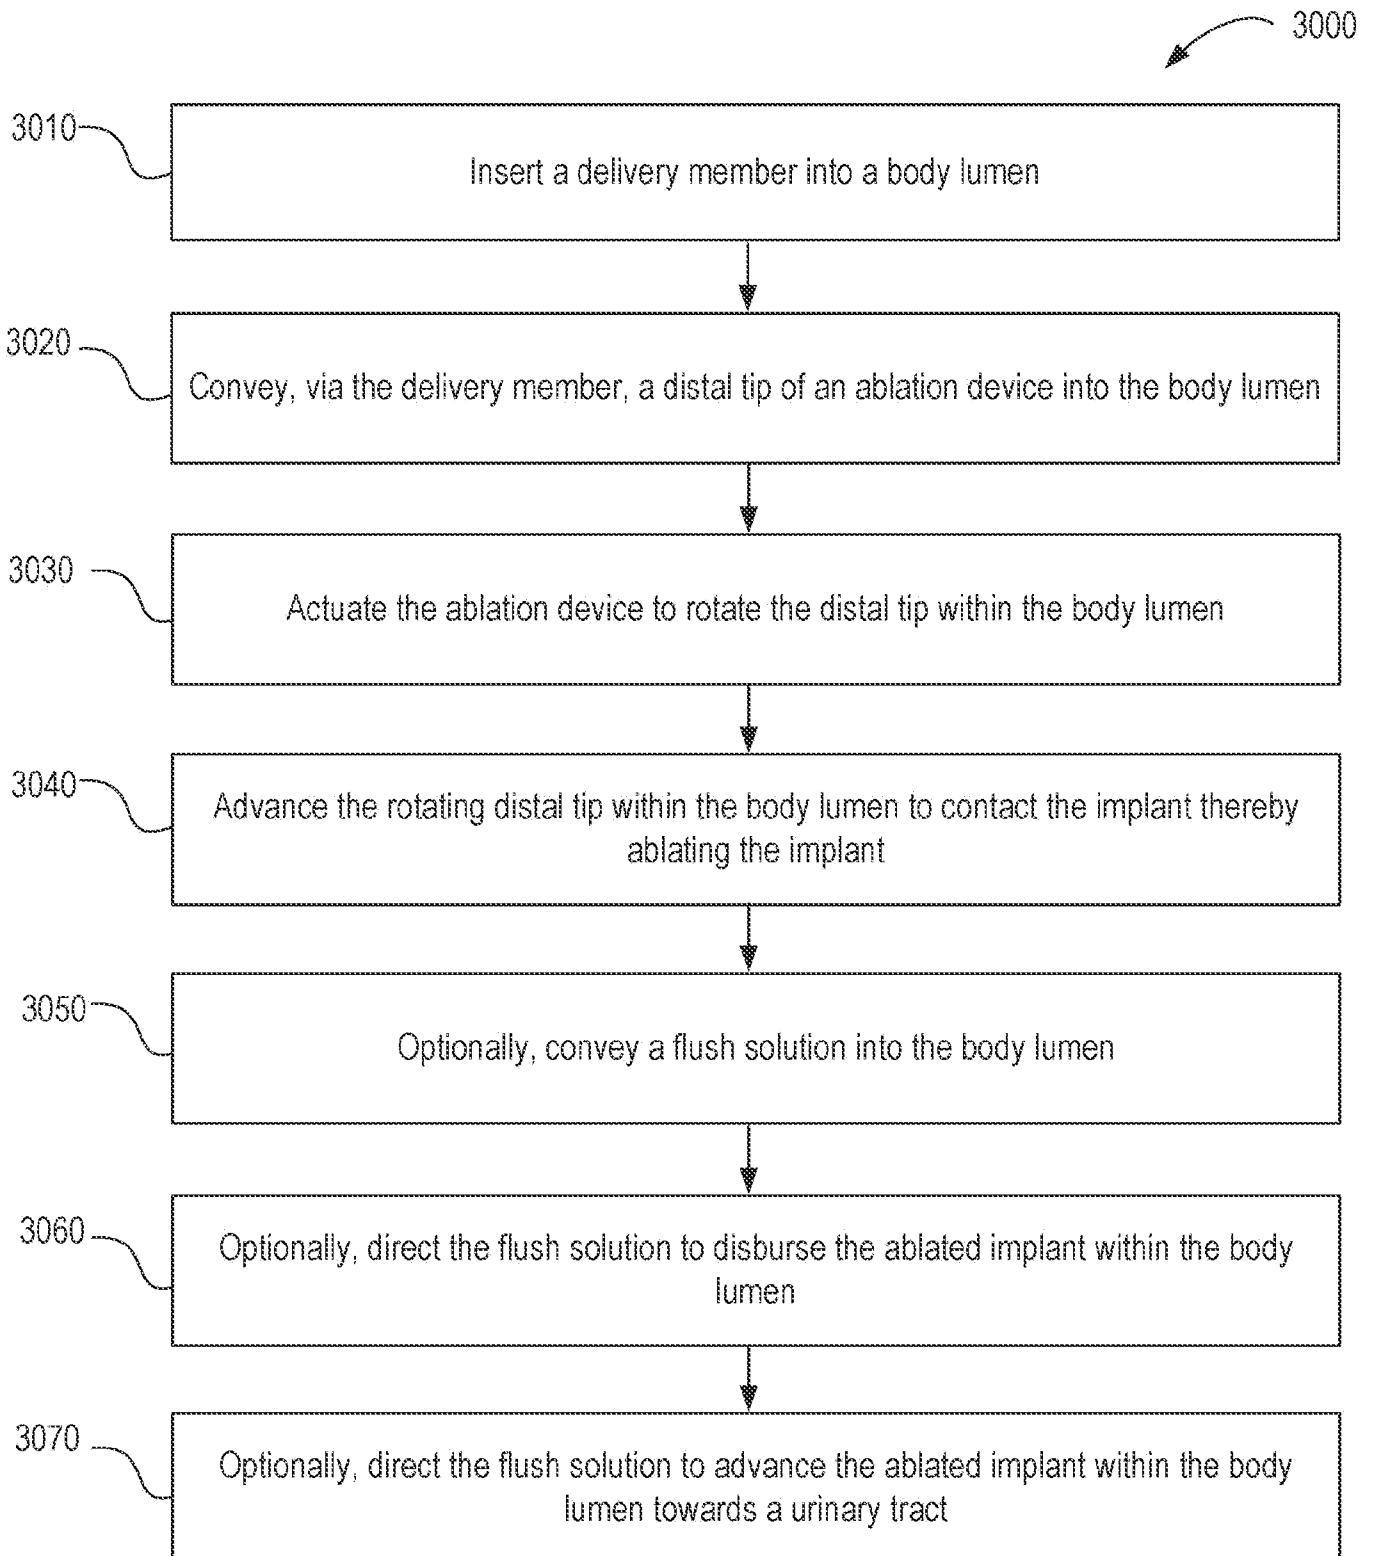 3000
3010
Insert a delivery member into a body lumen
3020
Convey, via the delivery member, a distal tip of an ablation device into the body lumen
3030
Actuate the ablation device to rotate the distal tip within the body lumen
3040
Advance the rotating distal tip within the body lumen to contact the implant thereby
ablating the implant
3050
Optionally, convey a flush solution into the body lumen
3060
Optionally, direct the flush solution to disburse the ablated implant within the body
lumen
3070
Optionally, direct the flush solution to advance the ablated implant within the body
lumen towards a urinary tract